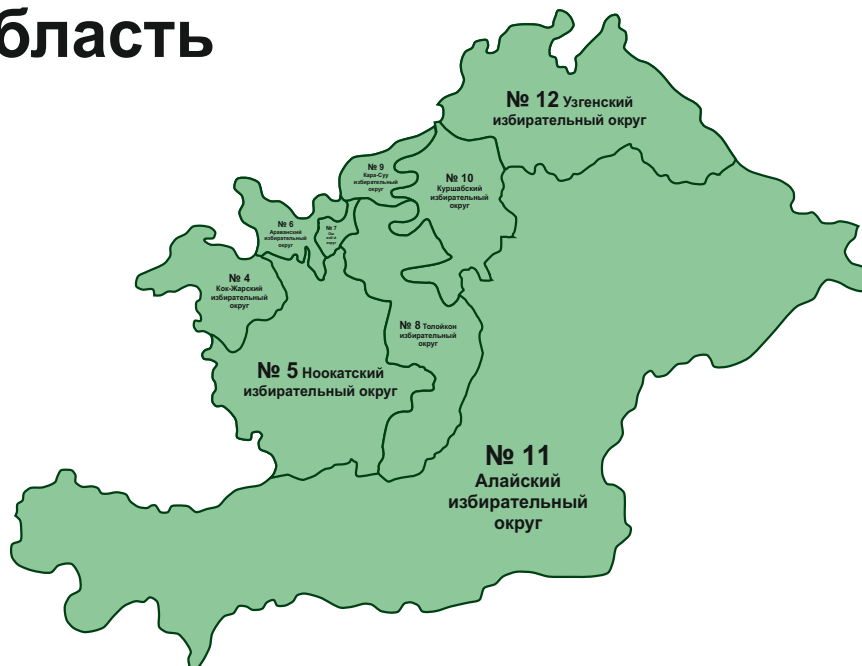 бласть
№ 12 Узгенский
избирательный округ
№ 9
Кара-Суу
избирательный
округ
№ 10
Куршабский
избирательный
округ
№ 6
Араванский
избирательный
округ
№ 7
округ
№ 4
Кок-Жарский
избирательный
округ
№ 8 Толойкон
избирательный
округ
№ 5 Ноокатский
избирательный округ
№ 11
Алайский
избирательный
округ